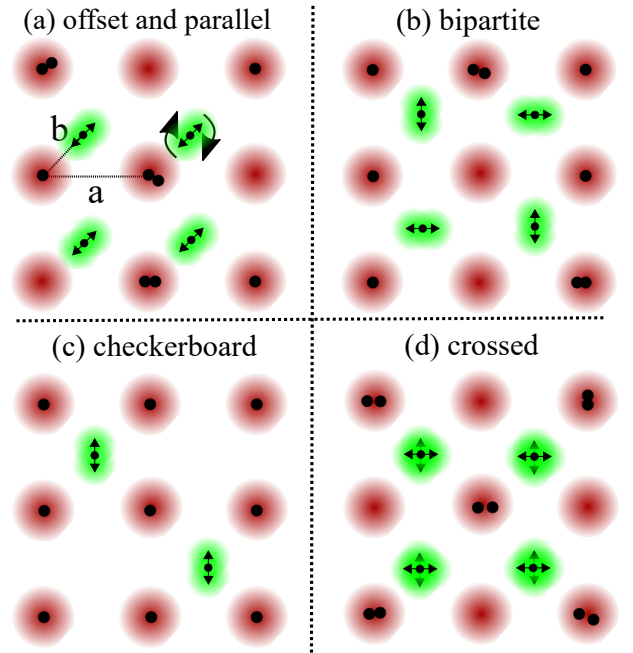 (a) offset and parallel
(b) bipartite
b
a
(c) checkerboard
(d) crossed